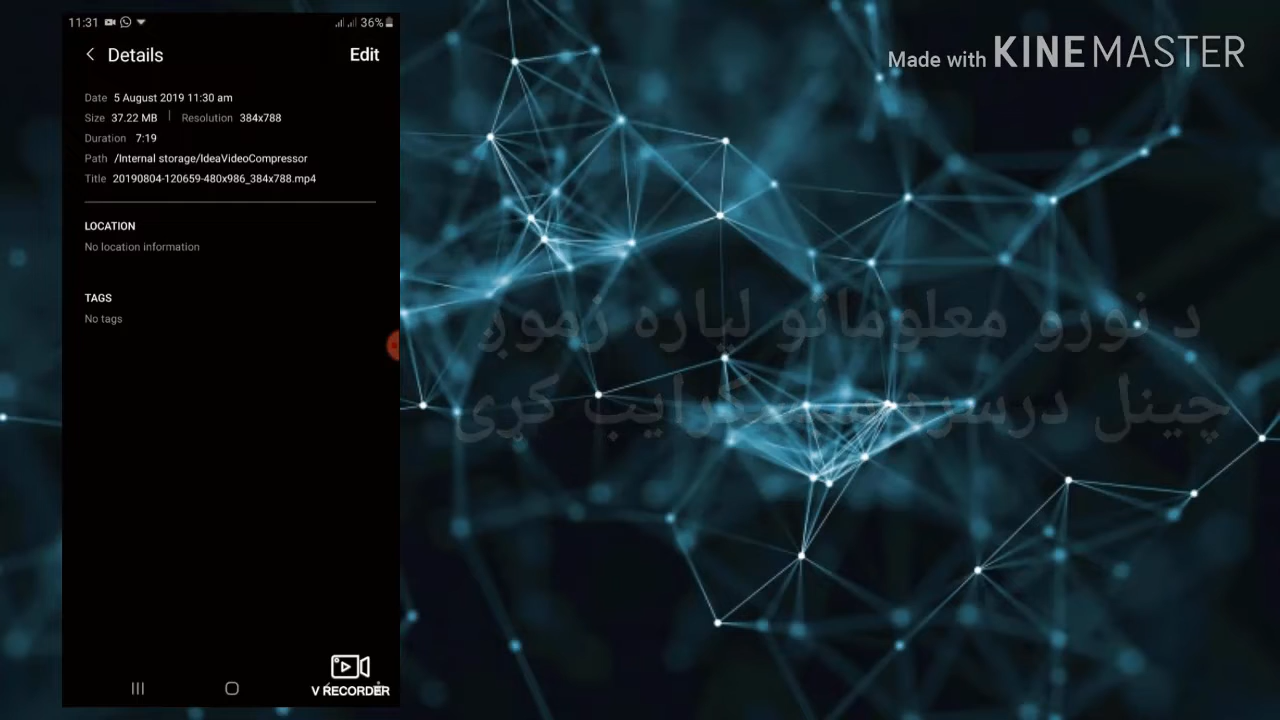 11:31
36%
Details
Edit
Date 5 August 2019 11:30 am
Size 37.22 MB | Resolution 384x788
Duration 7:19
Path /Internal storage/IdeaVideoCompressor
Title 20190804-120659-480x986_384x788.mp4
LOCATION
No location information
TAGS
No tags
V RECORDER
Made with KINEMASTER
د نورو معلوماتو لپاره زموږ
چینل درسره کړی